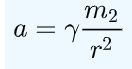 a = γ m₂ / r²